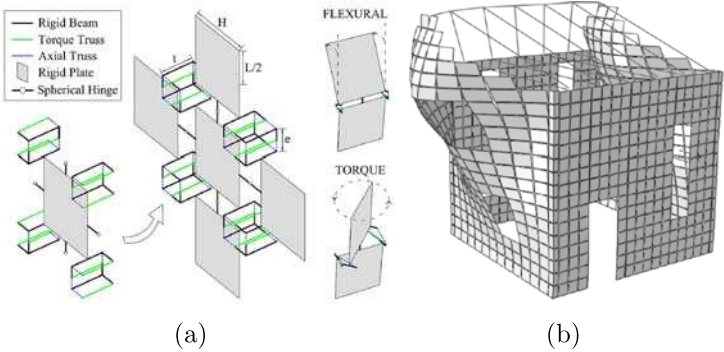 Rigid Beam
Torque Truss
Axial Truss
Rigid Plate
Spherical Hinge
H
t
L/2
e
FLEXURAL
TORQUE
(a)
(b)